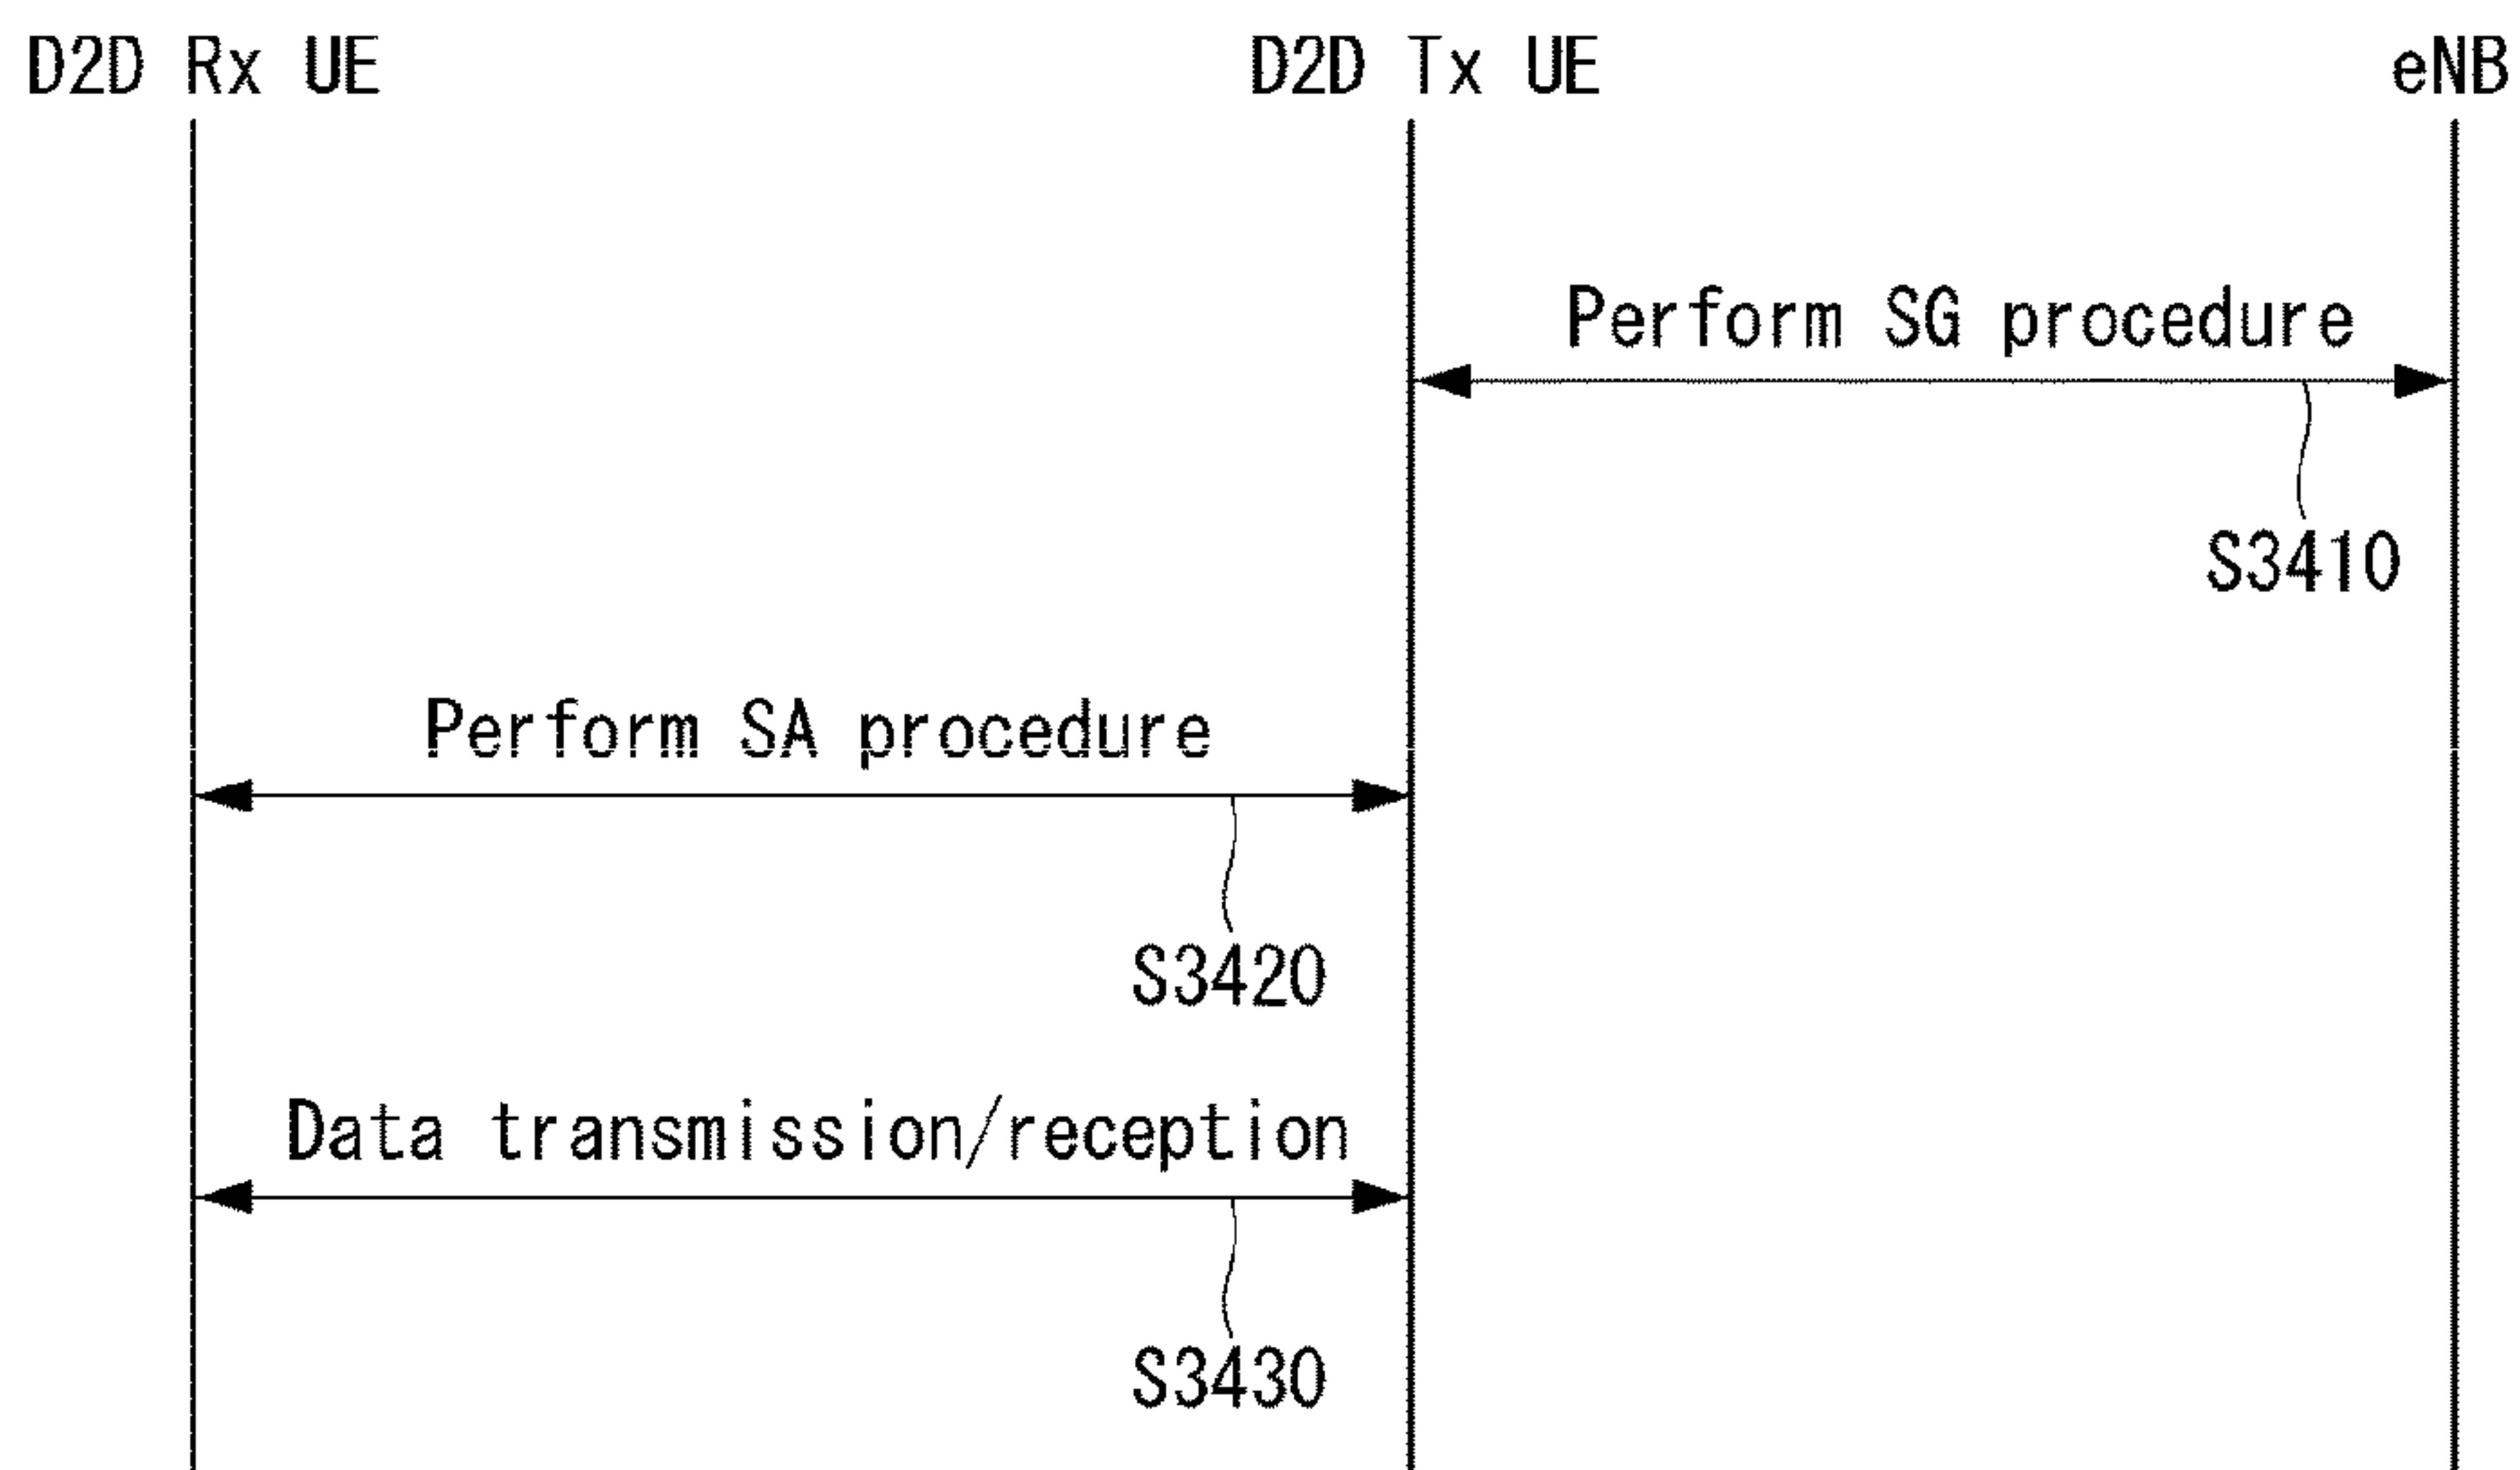 D2D Rx UE D2D Tx UE eNB
Perform SG procedure
S3410
Perform SA procedure
S3420
Data transmission/reception
S3430